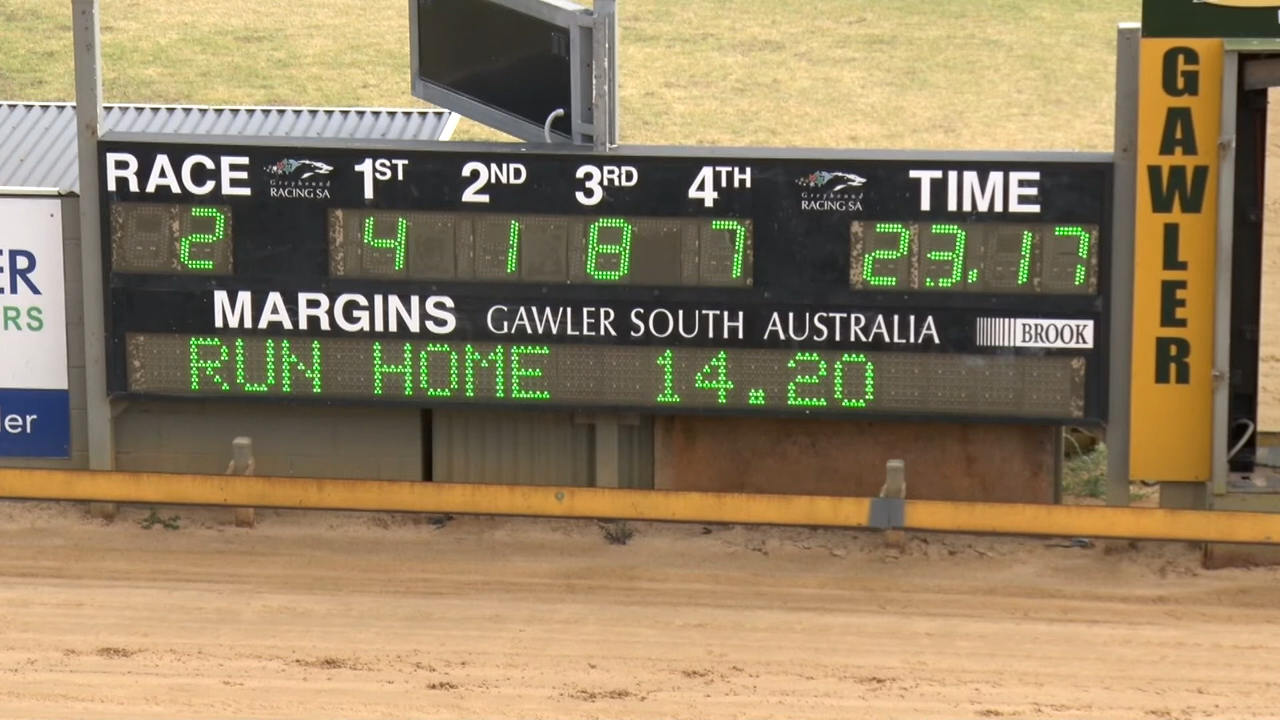 RACE Greyhound RACING SA 1ST 2ND 3RD 4TH Greyhound RACING SA TIME
2 4 1 8 7 23.17
MARGINS GAWLER SOUTH AUSTRALIA BROOK
RUN HOME 14.20
GAWLER
ER
RS
ler